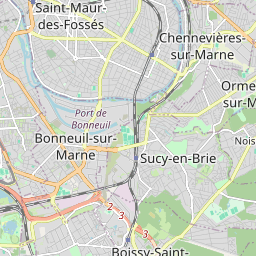 Saint-Maur-
des-Fossés
Chennevières-
sur-Marne
Orme
sur-M
Port de
Bonneuil
Bonneuil-sur-
Marne
Nois
Sucy-en-Brie
2
3
2
3
Boissy-Saint-